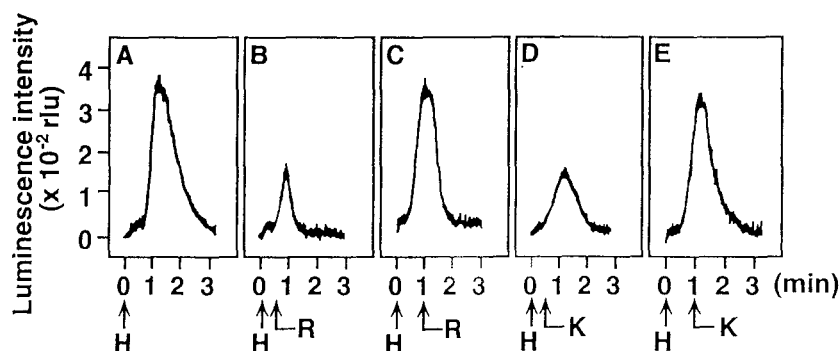 Luminescence intensity
(x 10⁻² rlu)
4
3
2
1
0
A
B
C
D
E
0 1 2 3
0 1 2 3
0 1 2 3
0 1 2 3
0 1 2 3 (min)
H
H R
H R
H K
H K